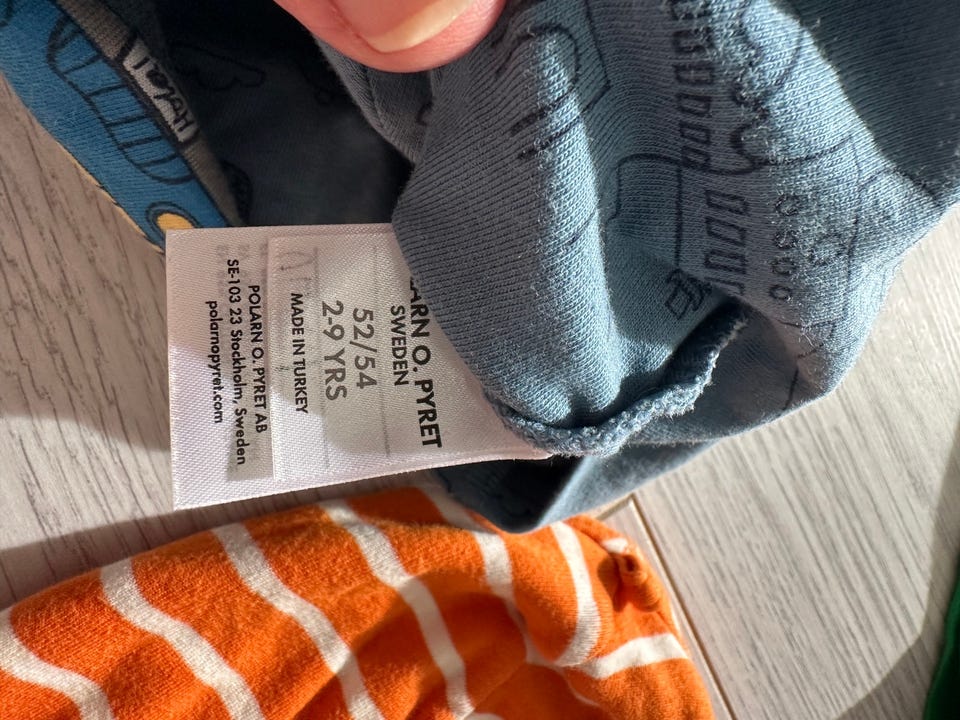 ARN O. PYRET
SWEDEN
52/54
2-9 YRS
MADE IN TURKEY
POLARN O. PYRET AB
SE-103 23 Stockholm, Sweden
polarnopyret.com